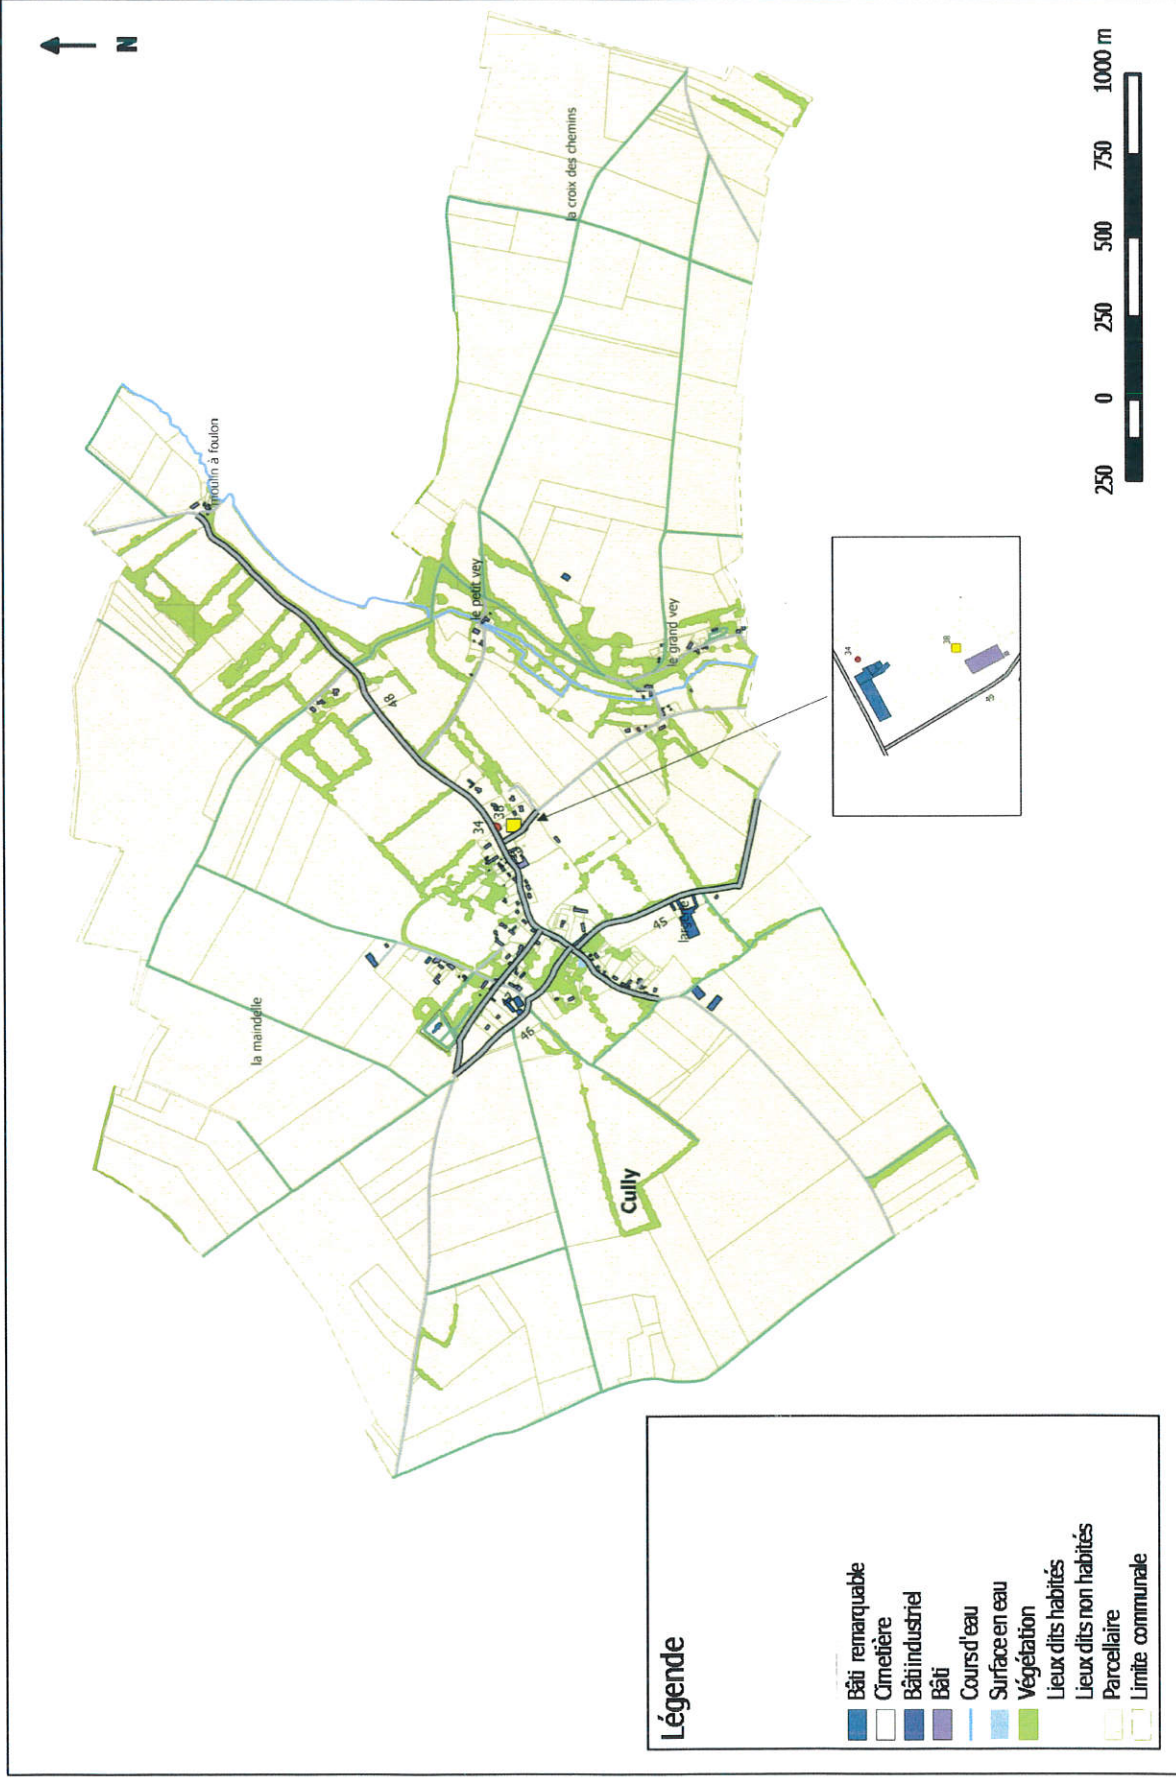 N
la croix des chemins
moulin à foulon
le petit vey
le grand vey
48
34
38
45
46
la maindelle
Cully
34
38
45
250 0 250 500 750 1000 m
Légende
Bâti remarquable
Cimetière
Bâti industriel
Bâti
Cours d'eau
Surface en eau
Végétation
Lieux dits habités
Lieux dits non habités
Parcellaire
Limite communale